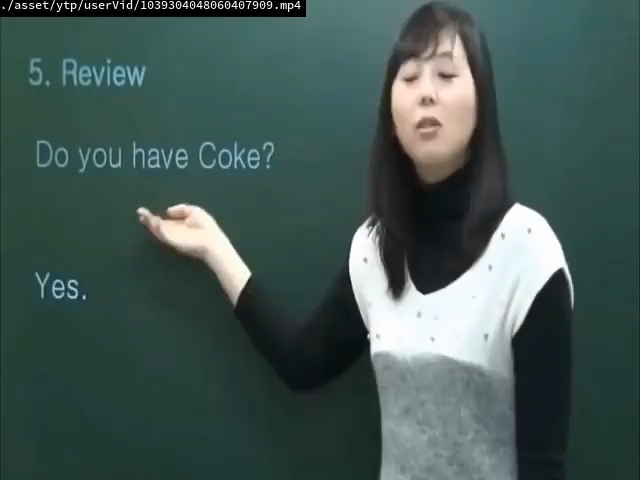 ./asset/ytp/userVid/1039304048060407909.mp4
5. Review
Do you have Coke?
Yes.